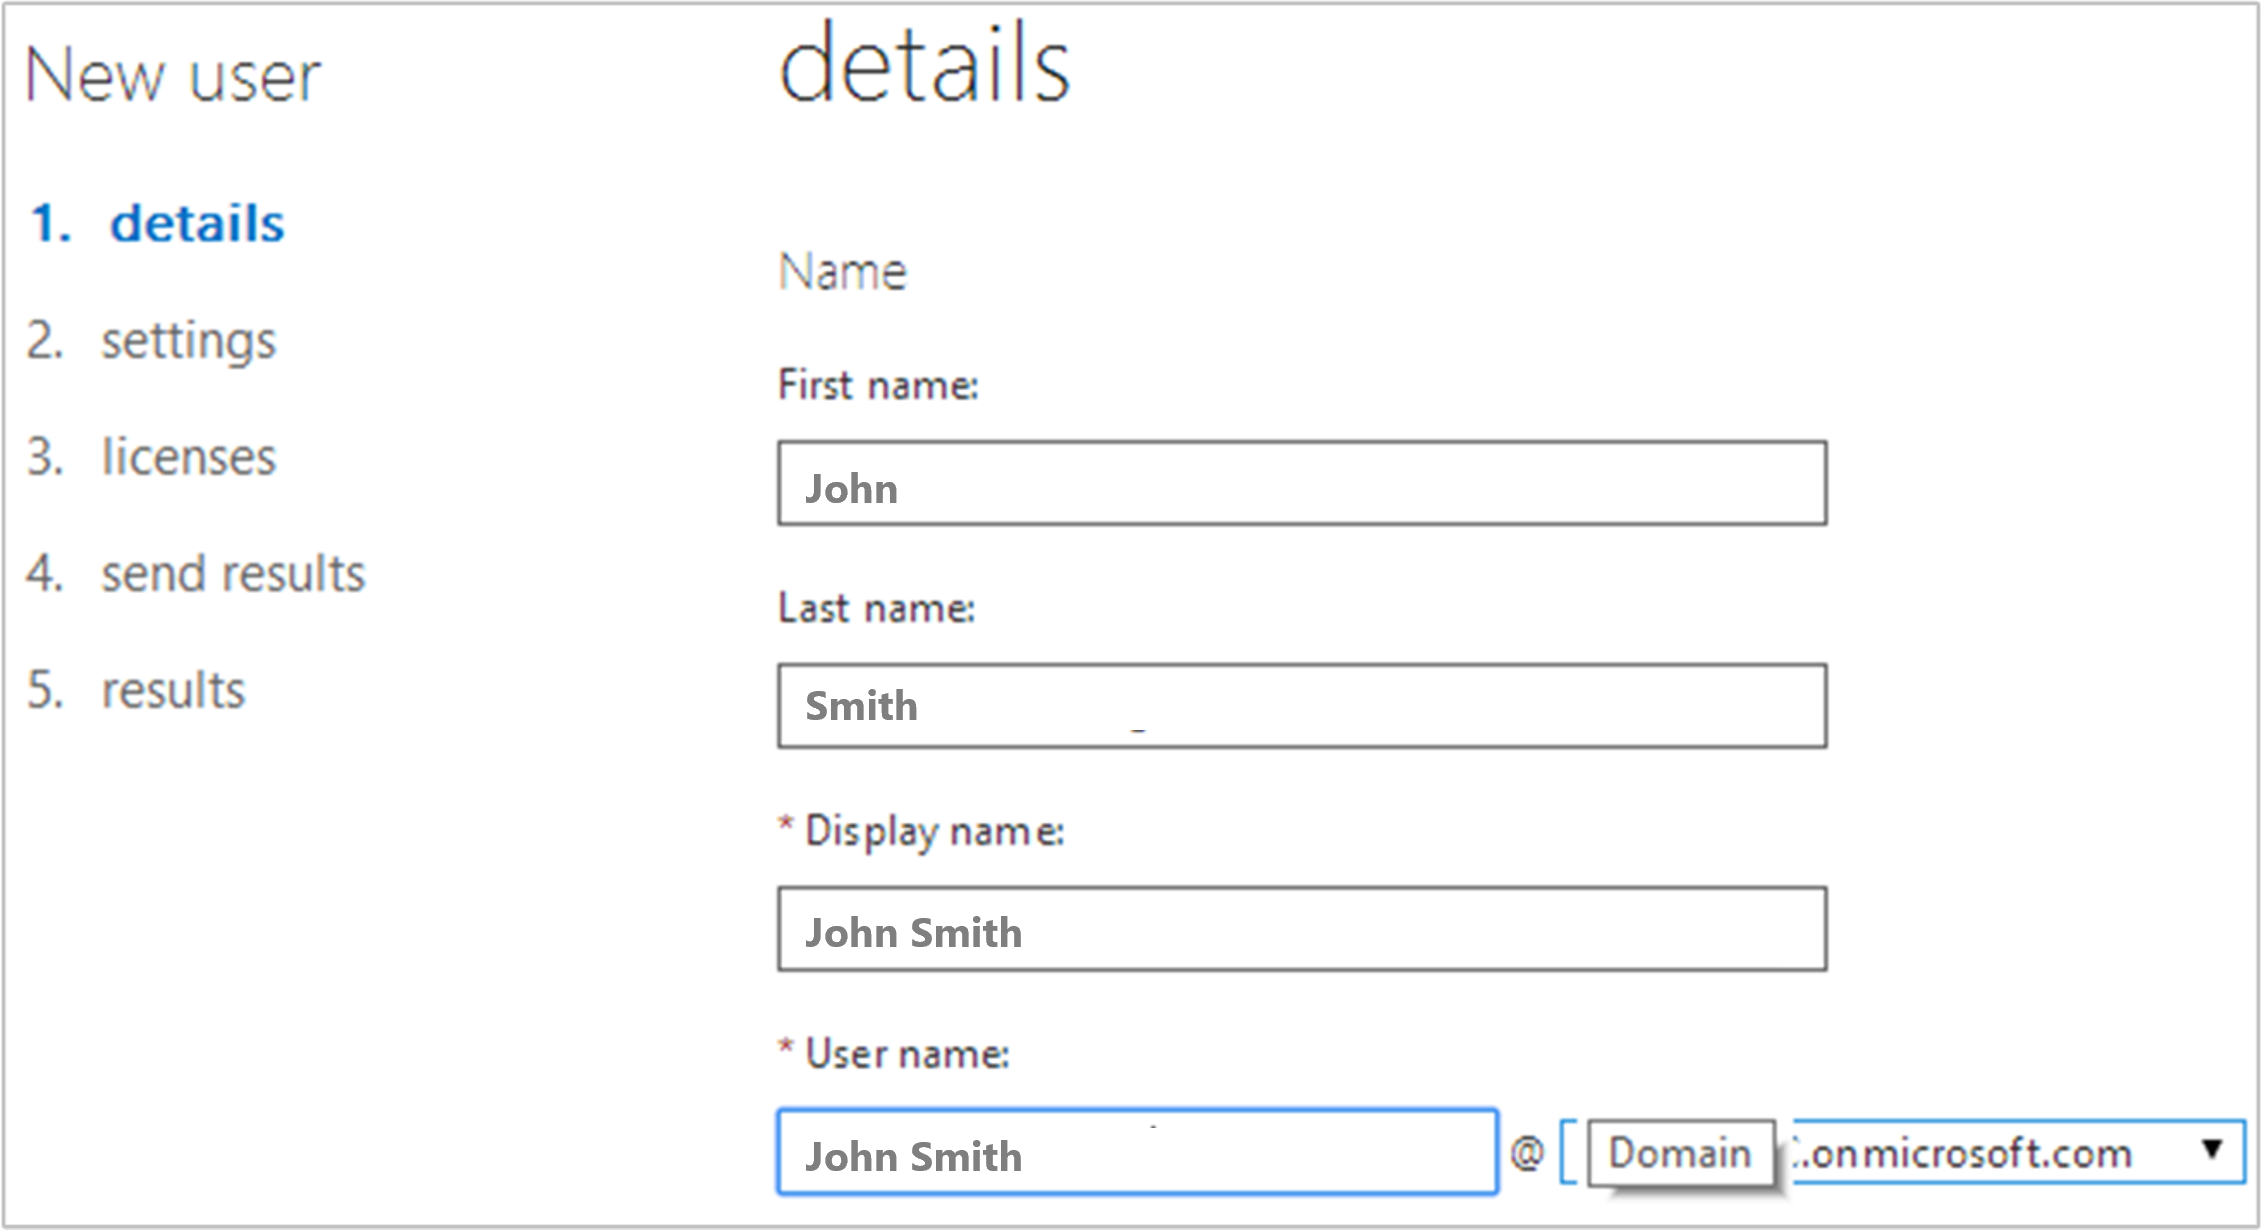 New user
1. details
2. settings
3. licenses
4. send results
5. results
details
Name
First name:
John
Last name:
Smith
* Display name:
John Smith
* User name:
John Smith @ Domain .onmicrosoft.com